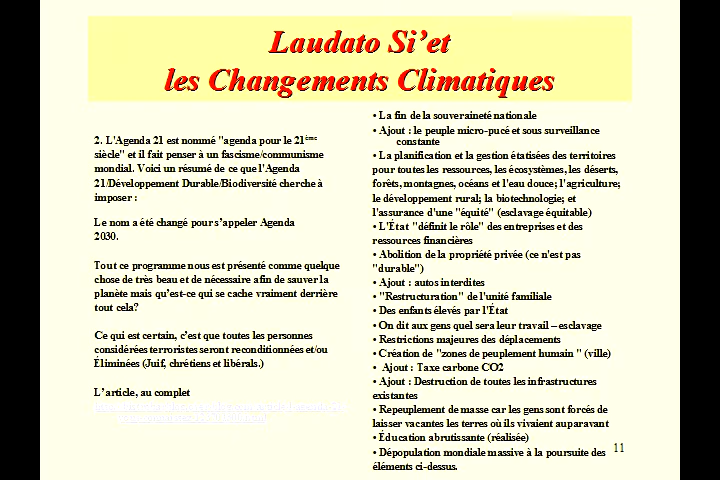 Laudato Si’et
les Changements Climatiques
2. L'Agenda 21 est nommé "agenda pour le 21ème
siècle" et il fait penser à un fascisme/communisme
mondial. Voici un résumé de ce que l'Agenda
21/Développement Durable/Biodiversité cherche à
imposer :
Le nom a été changé pour s’appeler Agenda
2030.
Tout ce programme nous est présenté comme quelque
chose de très beau et de nécessaire afin de sauver la
planète mais qu’est-ce qui se cache vraiment derrière
tout cela?
Ce qui est certain, c’est que toutes les personnes
considérées terroristes seront reconditionnées et/ou
Éliminées (Juif, chrétiens et libérals.)
L’article, au complet
• La fin de la souveraineté nationale
• Ajout : le peuple micro-pucé et sous surveillance
constante
• La planification et la gestion étatisées des territoires
pour toutes les ressources, les écosystèmes, les déserts,
forêts, montagnes, océans et l'eau douce; l'agriculture;
le développement rural; la biotechnologie; et
l'assurance d'une "équité" (esclavage équitable)
• L'État "définit le rôle" des entreprises et des
ressources financières
• Abolition de la propriété privée (ce n'est pas
"durable")
• Ajout : autos interdites
• "Restructuration" de l'unité familiale
• Des enfants élevés par l'État
• On dit aux gens quel sera leur travail – esclavage
• Restrictions majeures des déplacements
• Création de "zones de peuplement humain " (ville)
• Ajout : Taxe carbone CO2
• Ajout : Destruction de toutes les infrastructures
existantes
• Repeuplement de masse car les gens sont forcés de
laisser vacantes les terres où ils vivaient auparavant
• Éducation abrutissante (réalisée)
• Dépopulation mondiale massive à la poursuite des
éléments ci-dessus.
11